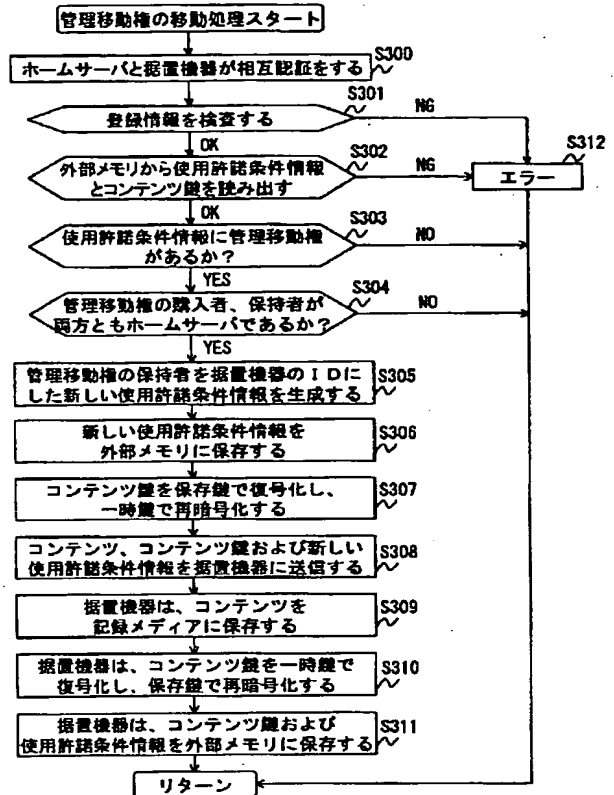 管理移動権の移動処理スタート
S300
ホームサーバと据置機器が相互認証をする
S301
登録情報を検査する
NG
OK
S302
外部メモリから使用許諾条件情報
とコンテンツ鍵を読み出す
NG
S312
エラー
OK
S303
使用許諾条件情報に管理移動権
があるか?
NO
YES
S304
管理移動権の購入者、保持者が
両方ともホームサーバであるか?
NO
YES
管理移動権の保持者を据置機器のIDに
した新しい使用許諾条件情報を生成する
S305
新しい使用許諾条件情報を
外部メモリに保存する
S306
コンテンツ鍵を保存鍵で復号化し、
一時鍵で再暗号化する
S307
コンテンツ、コンテンツ鍵および新しい
使用許諾条件情報を据置機器に送信する
S308
据置機器は、コンテンツを
記録メディアに保存する
S309
据置機器は、コンテンツ鍵を一時鍵で
復号化し、保存鍵で再暗号化する
S310
据置機器は、コンテンツ鍵および
使用許諾条件情報を外部メモリに保存する
S311
リターン